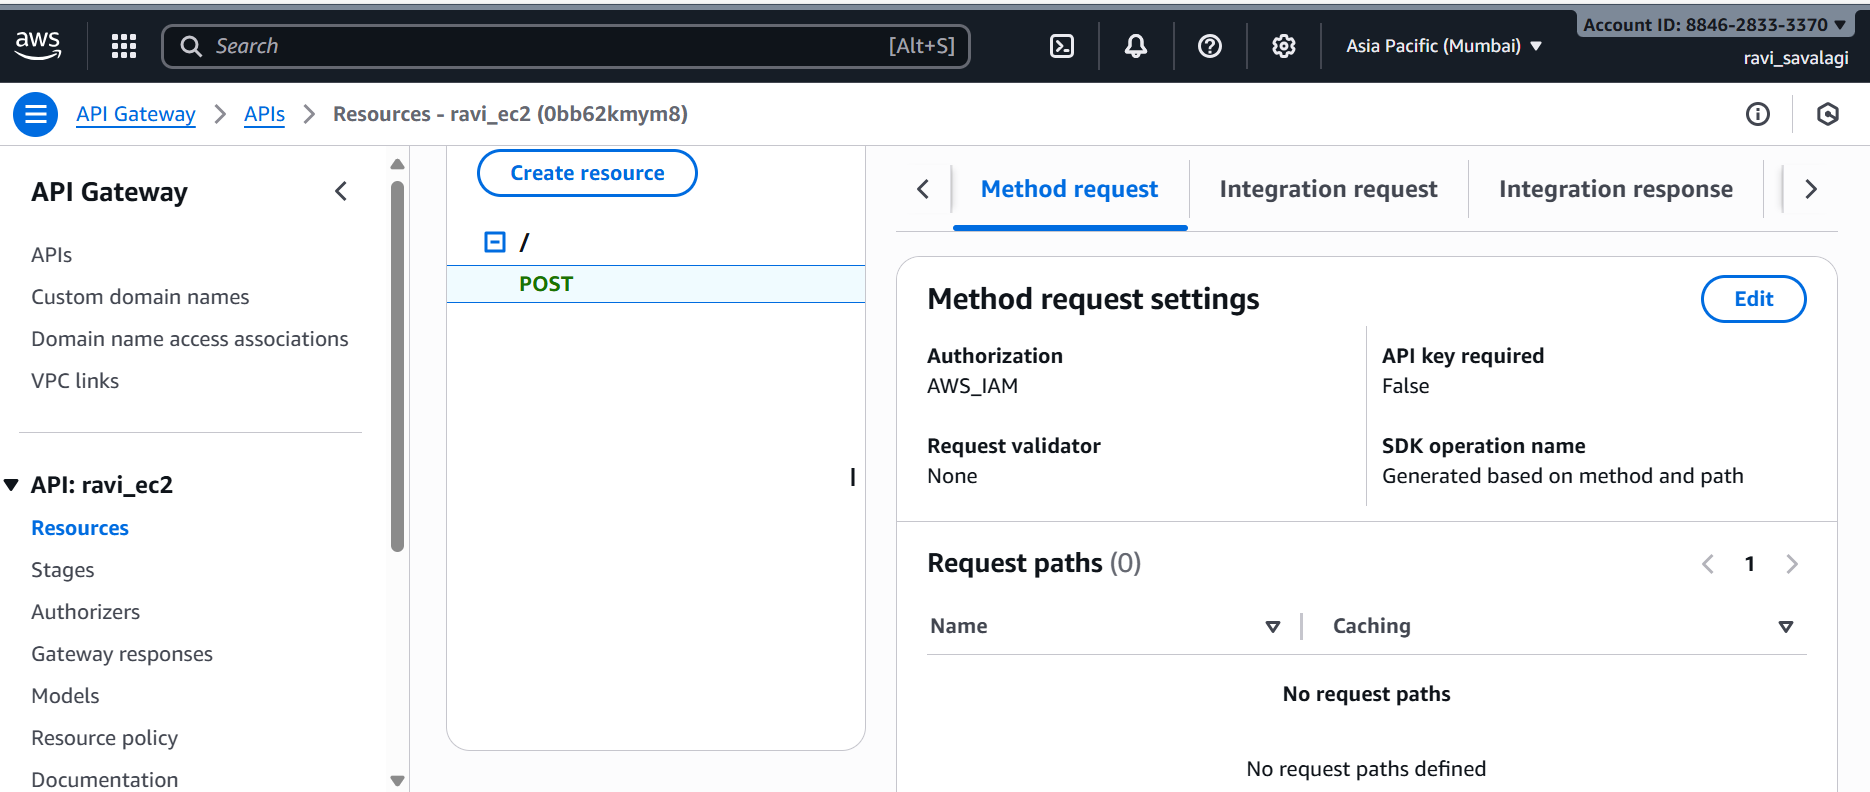 aws
Search
[Alt+S]
Asia Pacific (Mumbai)
Account ID: 8846-2833-3370
ravi_savalagi
API Gateway
APIs
Resources - ravi_ec2 (0bb62kmym8)
API Gateway
APIs
Custom domain names
Domain name access associations
VPC links
API: ravi_ec2
Resources
Stages
Authorizers
Gateway responses
Models
Resource policy
Documentation
Create resource
/
POST
Method request
Integration request
Integration response
Method request settings
Edit
Authorization
AWS_IAM
API key required
False
Request validator
None
SDK operation name
Generated based on method and path
Request paths (0)
1
Name
Caching
No request paths
No request paths defined